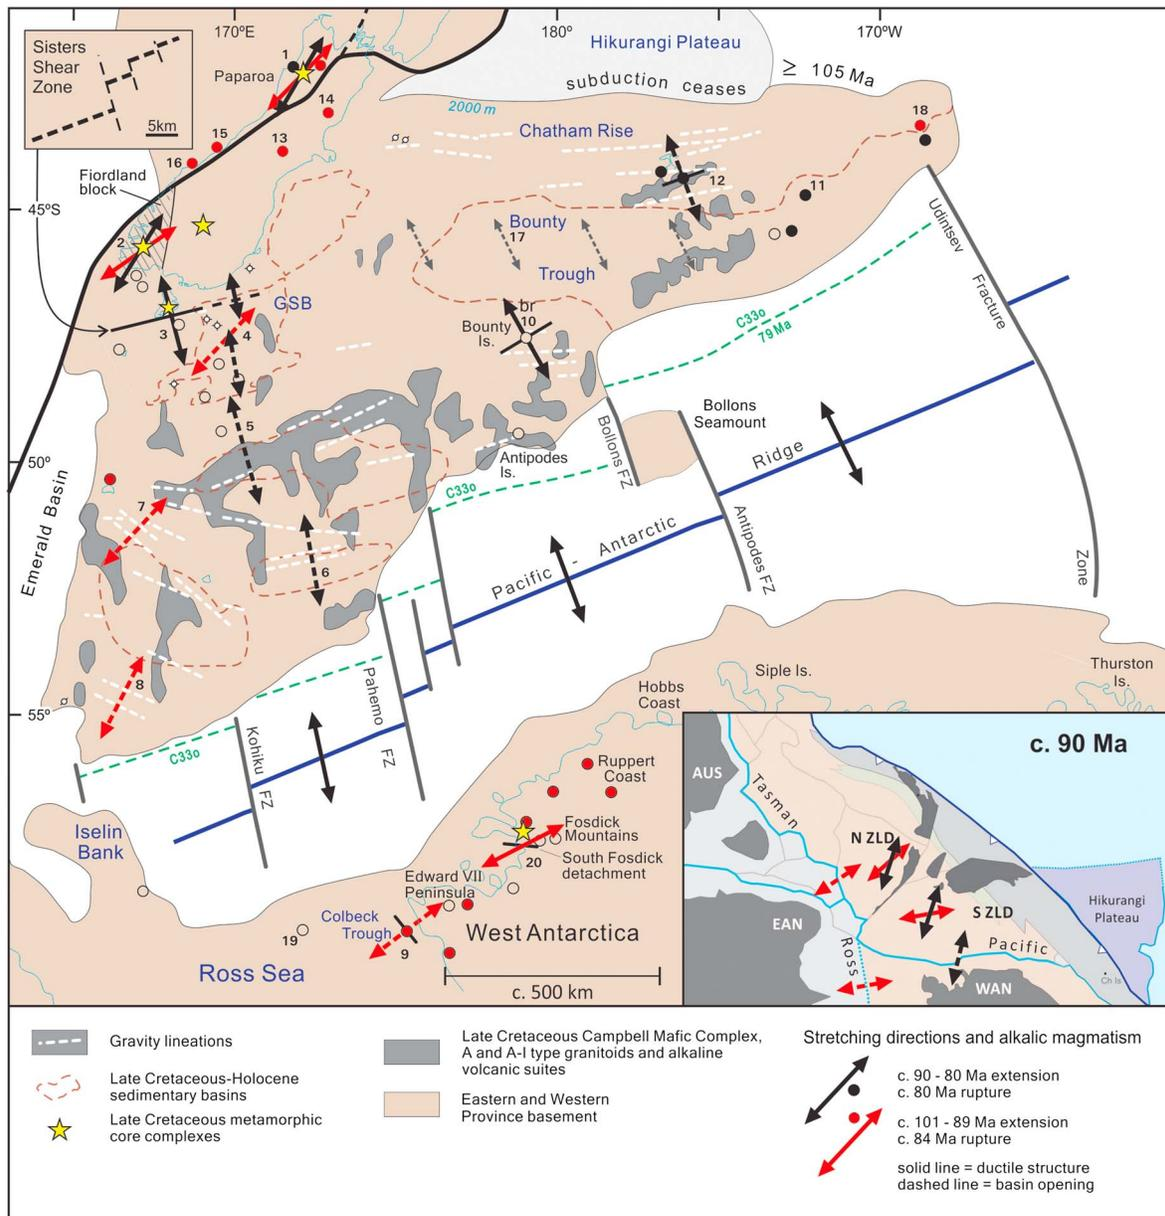 170°E
180°
170°W
Sisters
Shear
Zone
5km
Hikurangi Plateau
subduction ceases
≥ 105 Ma
1
Paparoa
2000 m
14
15
13
16
Chatham Rise
18
Fiordland
block
12
11
45°S
2
Bounty
17
Trough
Udintsev
Fracture
Zone
GSB
3
4
br
10
Bounty
Is.
C33o
79 Ma
5
Bollons
Seamount
Bollons FZ
Antipodes
Is.
Ridge
50°
C33o
Emerald Basin
7
Antipodes FZ
Pacific - Antarctic
6
8
Siple Is.
Thurston
Is.
Hobbs
Coast
55°
Pahemo
FZ
Kohiku
FZ
C33o
Ruppert
Coast
Iselin
Bank
Fosdick
Mountains
20
South Fosdick
detachment
Edward VII
Peninsula
Colbeck
Trough
19
9
West Antarctica
Ross Sea
c. 500 km
c. 90 Ma
AUS
Tasman
N ZLD
Hikurangi
Plateau
EAN
S ZLD
Ross
Pacific
WAN
Ch Is
Gravity lineations
Late Cretaceous-Holocene
sedimentary basins
Late Cretaceous metamorphic
core complexes
Late Cretaceous Campbell Mafic Complex,
A and A-I type granitoids and alkaline
volcanic suites
Eastern and Western
Province basement
Stretching directions and alkalic magmatism
c. 90 - 80 Ma extension
c. 80 Ma rupture
c. 101 - 89 Ma extension
c. 84 Ma rupture
solid line = ductile structure
dashed line = basin opening